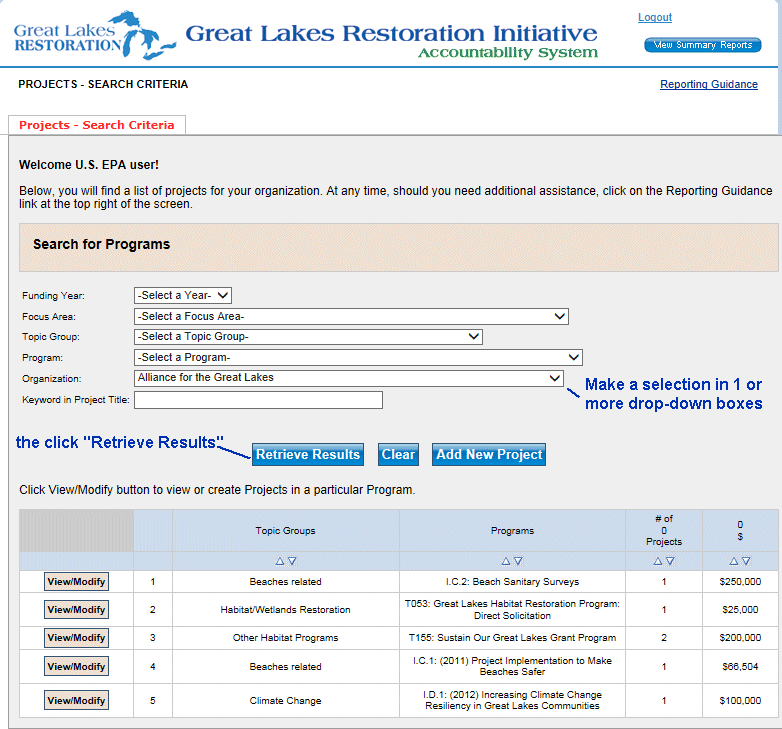 Great Lakes
RESTORATION
Great Lakes Restoration Initiative
Accountability System
Logout
View Summary Reports
PROJECTS - SEARCH CRITERIA
Reporting Guidance
Projects - Search Criteria
Welcome U.S. EPA user!
Below, you will find a list of projects for your organization. At any time, should you need additional assistance, click on the Reporting Guidance
link at the top right of the screen.
Search for Programs
Funding Year: -Select a Year-
Focus Area: -Select a Focus Area-
Topic Group: -Select a Topic Group-
Program: -Select a Program-
Organization: Alliance for the Great Lakes
Keyword in Project Title:
Make a selection in 1 or
more drop-down boxes
the click "Retrieve Results"
Retrieve Results Clear Add New Project
Click View/Modify button to view or create Projects in a particular Program.
Topic Groups Programs # of
0
Projects
0
$
View/Modify 1 Beaches related I.C.2: Beach Sanitary Surveys 1 $250,000
View/Modify 2 Habitat/Wetlands Restoration T053: Great Lakes Habitat Restoration Program:
Direct Solicitation 1 $25,000
View/Modify 3 Other Habitat Programs T155: Sustain Our Great Lakes Grant Program 2 $200,000
View/Modify 4 Beaches related I.C.1: (2011) Project Implementation to Make
Beaches Safer 1 $66,504
View/Modify 5 Climate Change I.D.1: (2012) Increasing Climate Change
Resiliency in Great Lakes Communities 1 $100,000